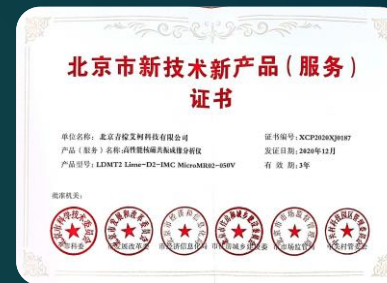 北京市新技术新产品（服务）
证书
单位名称：北京青檬艾柯科技有限公司
证书编号：XCP2020XJ0187
产品（服务）名称：高性能核磁共振成像分析仪
发证日期：2020年12月
产品型号：LDMT2 Lime-D2-IMC MicroMR02-050V
有 效 期：3年
批准机关：